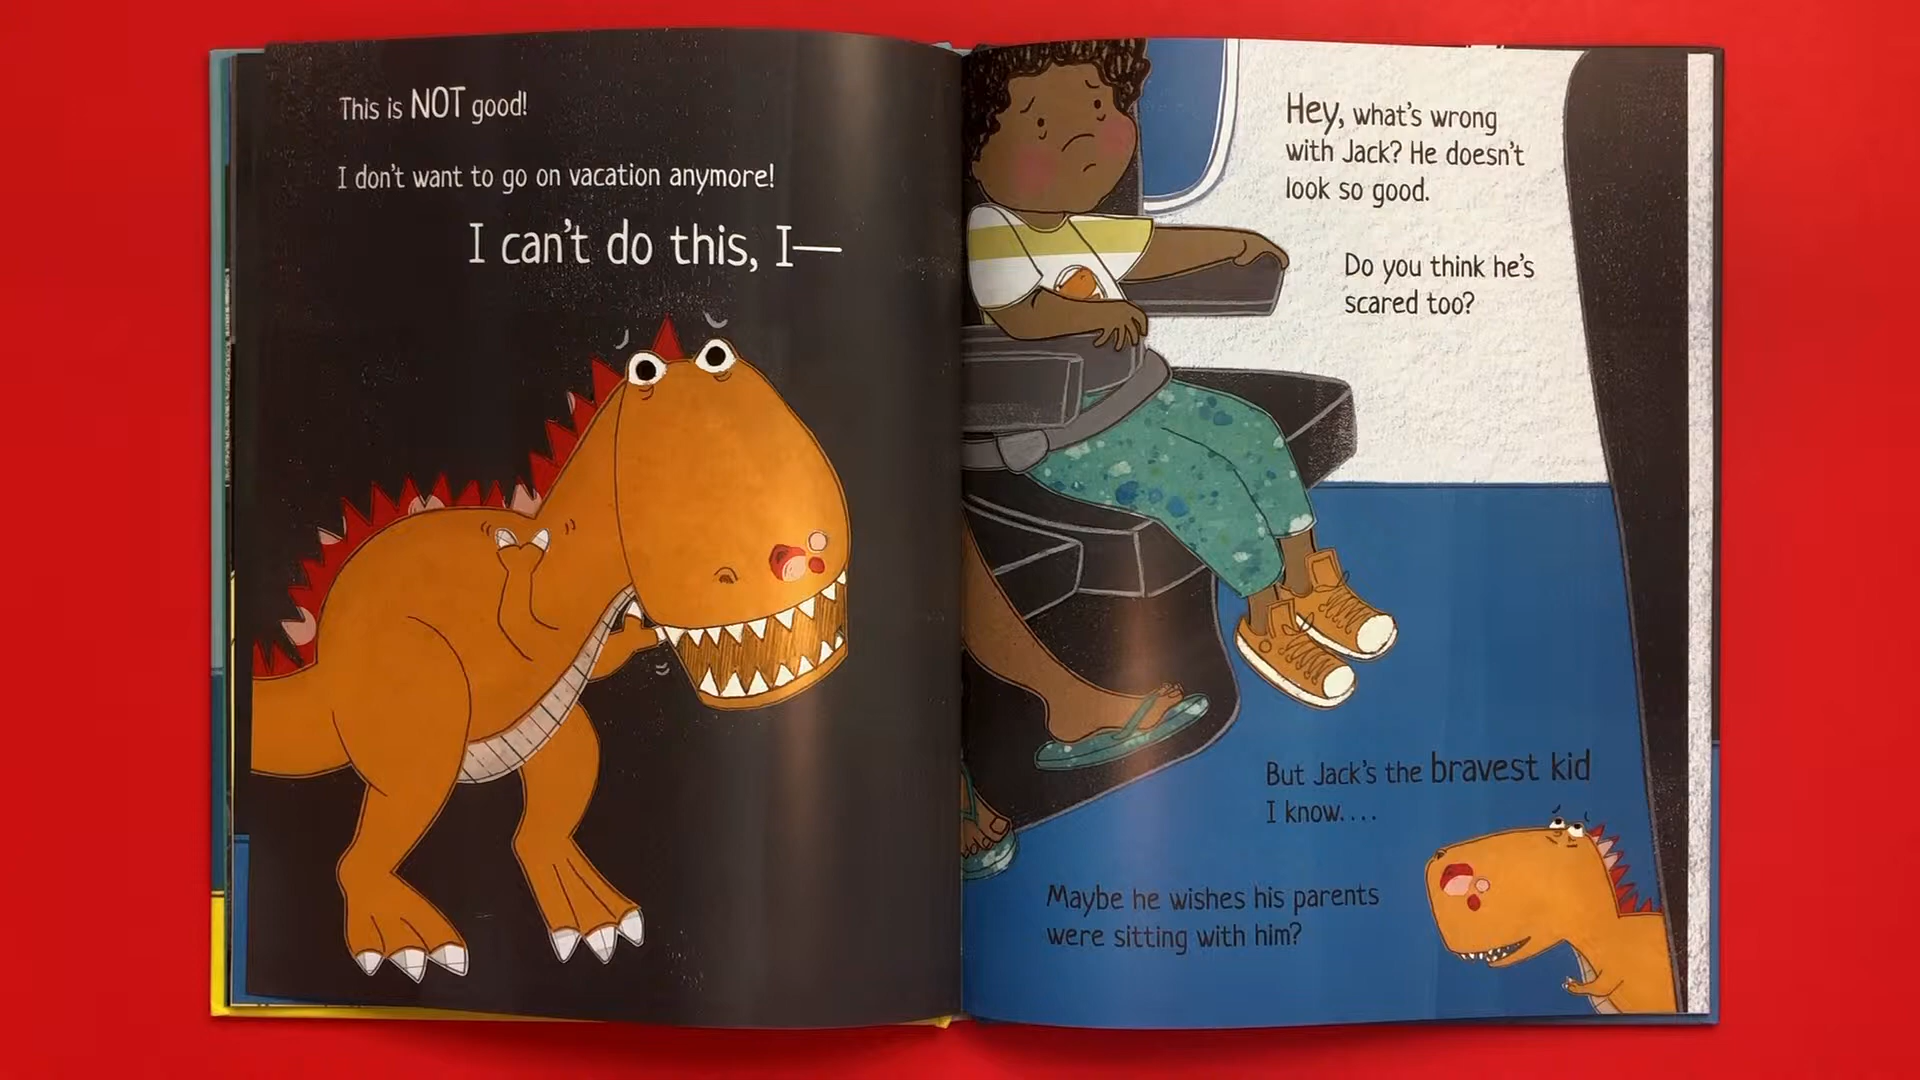 This is NOT good!
I don't want to go on vacation anymore!
I can't do this, I—
Hey, what's wrong
with Jack? He doesn't
look so good.
Do you think he's
scared too?
But Jack's the bravest kid
I know....
Maybe he wishes his parents
were sitting with him?